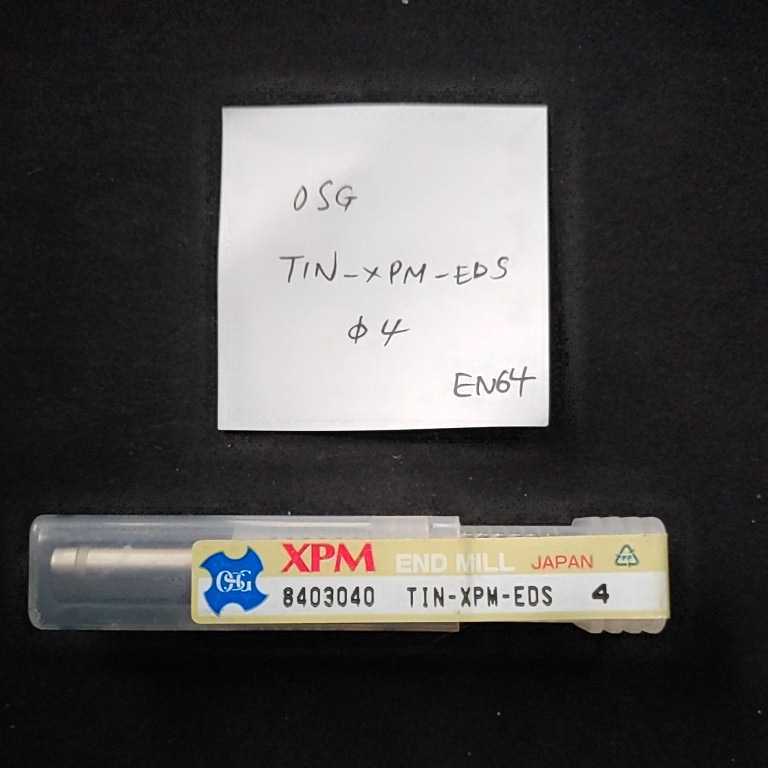 OSG
TIN-XPM-EDS
φ4
EN64
OSG
XPM END MILL JAPAN
8403040 TIN-XPM-EDS 4